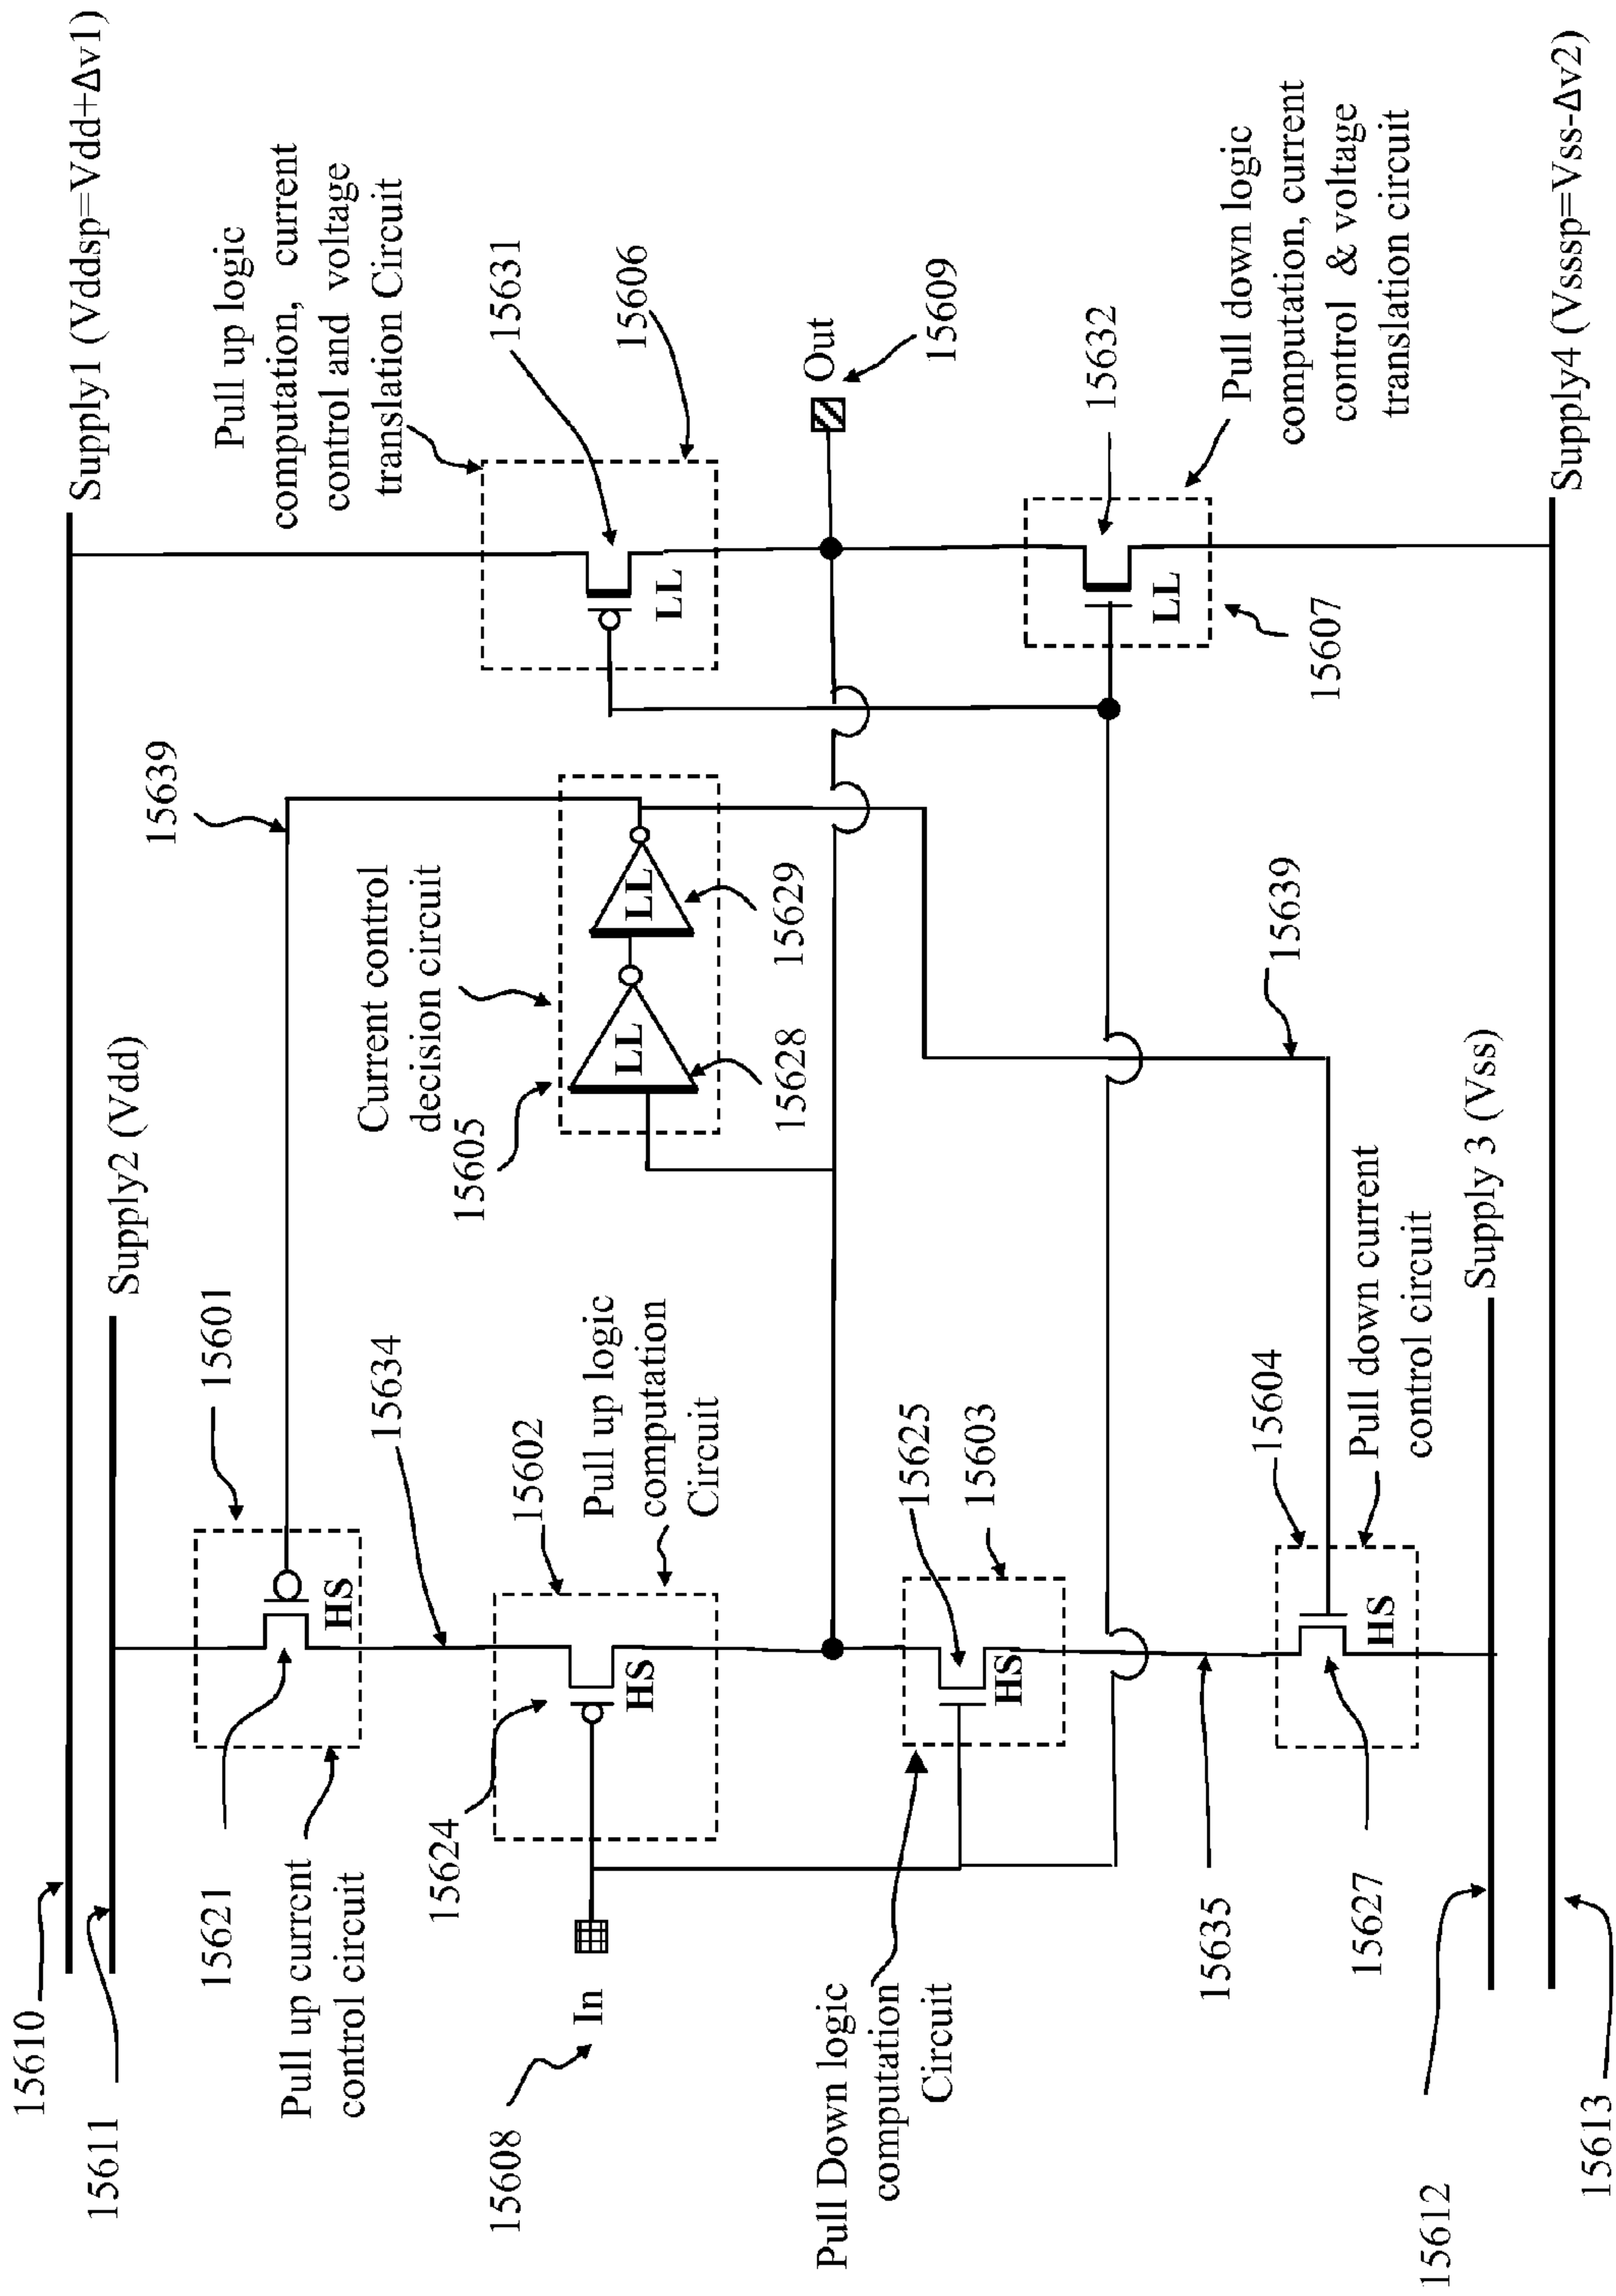 Supply1 (Vddsp=Vdd+Δv1)
Supply2 (Vdd)
15610
15611
15601
15639
Pull up logic
computation, current
control and voltage
translation Circuit
15631
15606
15621
Pull up current
control circuit
15634
HS
Current control
decision circuit
15605
LL
LL
15628
15629
LL
15624
15602
Pull up logic
computation
Circuit
HS
In
15608
Out
15609
15625
15603
HS
Pull Down logic
computation
Circuit
15632
LL
15607
Pull down logic
computation, current
control & voltage
translation circuit
15639
15635
15604
Pull down current
control circuit
HS
15627
Supply 3 (Vss)
Supply4 (Vsssp=Vss-Δv2)
15612
15613